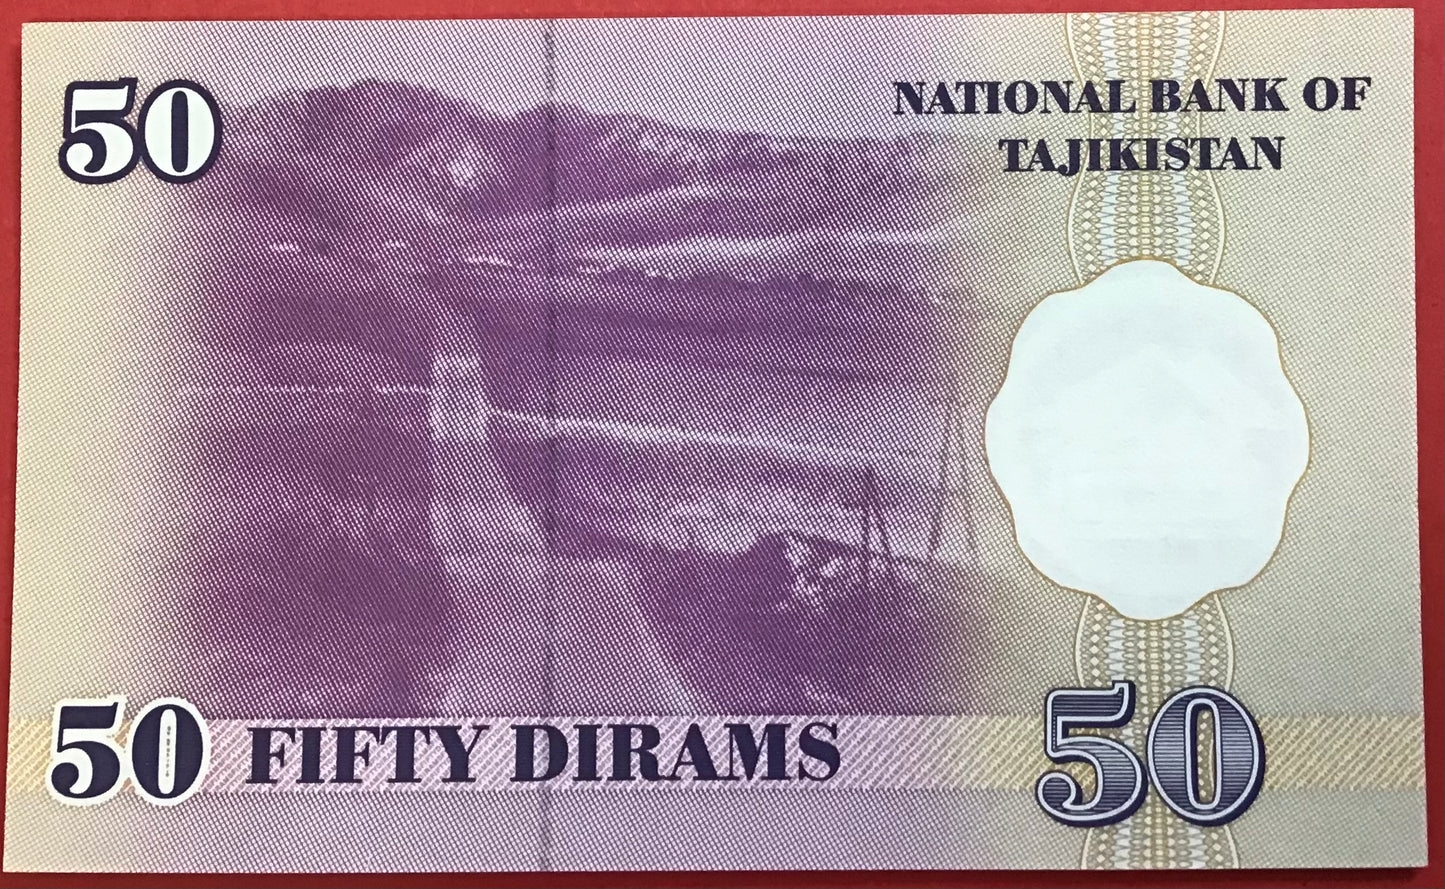 50
NATIONAL BANK OF
TAJIKISTAN
50 FIFTY DIRAMS
50